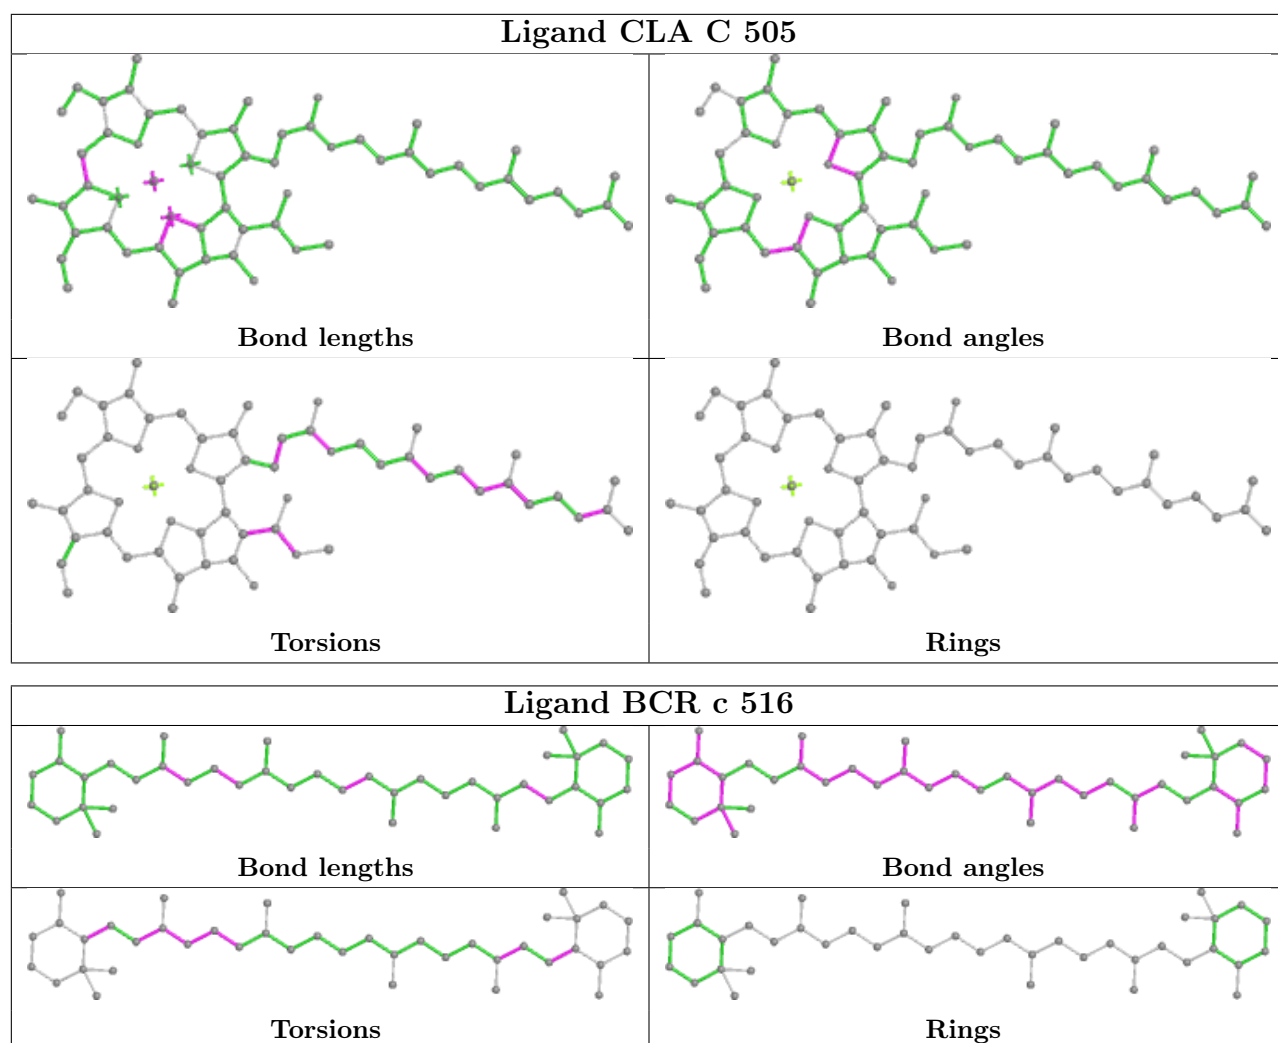 Ligand CLA C 505
Bond lengths
Bond angles
Torsions
Rings
Ligand BCR c 516
Bond lengths
Bond angles
Torsions
Rings